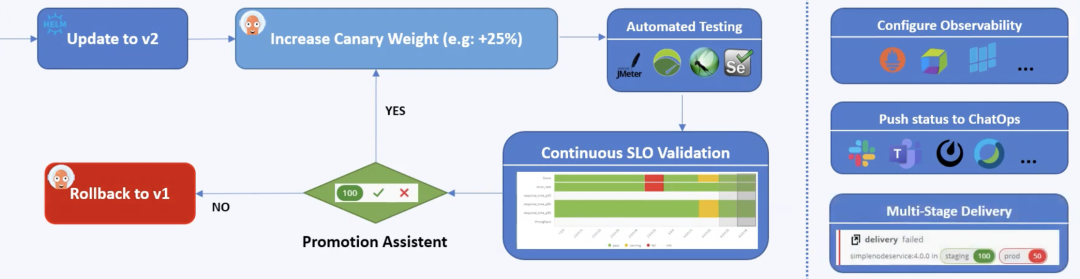 HELM
Update to v2
Increase Canary Weight (e.g: +25%)
Automated Testing
JMeter
Se
YES
Continuous SLO Validation
Rollback to v1
NO
100
Promotion Assistent
Configure Observability
...
Push status to ChatOps
...
Multi-Stage Delivery
delivery failed
simplenodeservice:4.0.0 in staging 100 prod 50